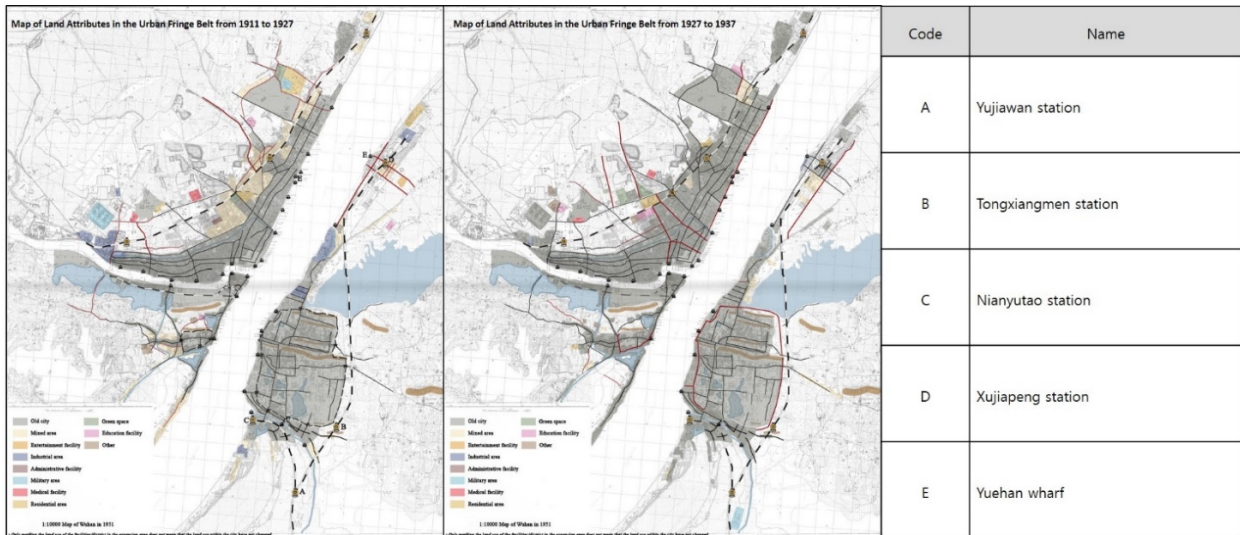 Map of Land Attributes in the Urban Fringe Belt from 1911 to 1927
E
D
C
B
A
Old city
Mixed area
Entertainment facility
Industrial area
Administrative facility
Military area
Medical facility
Residential area
Green space
Education facility
Other
1:10000 Map of Wuhan in 1951
Map of Land Attributes in the Urban Fringe Belt from 1927 to 1937
Old city
Mixed area
Entertainment facility
Industrial area
Administrative facility
Military area
Medical facility
Residential area
Green space
Education facility
Other
1:10000 Map of Wuhan in 1951
Code Name
A Yujiawan station
B Tongxiangmen station
C Nianyutao station
D Xujiapeng station
E Yuehan wharf